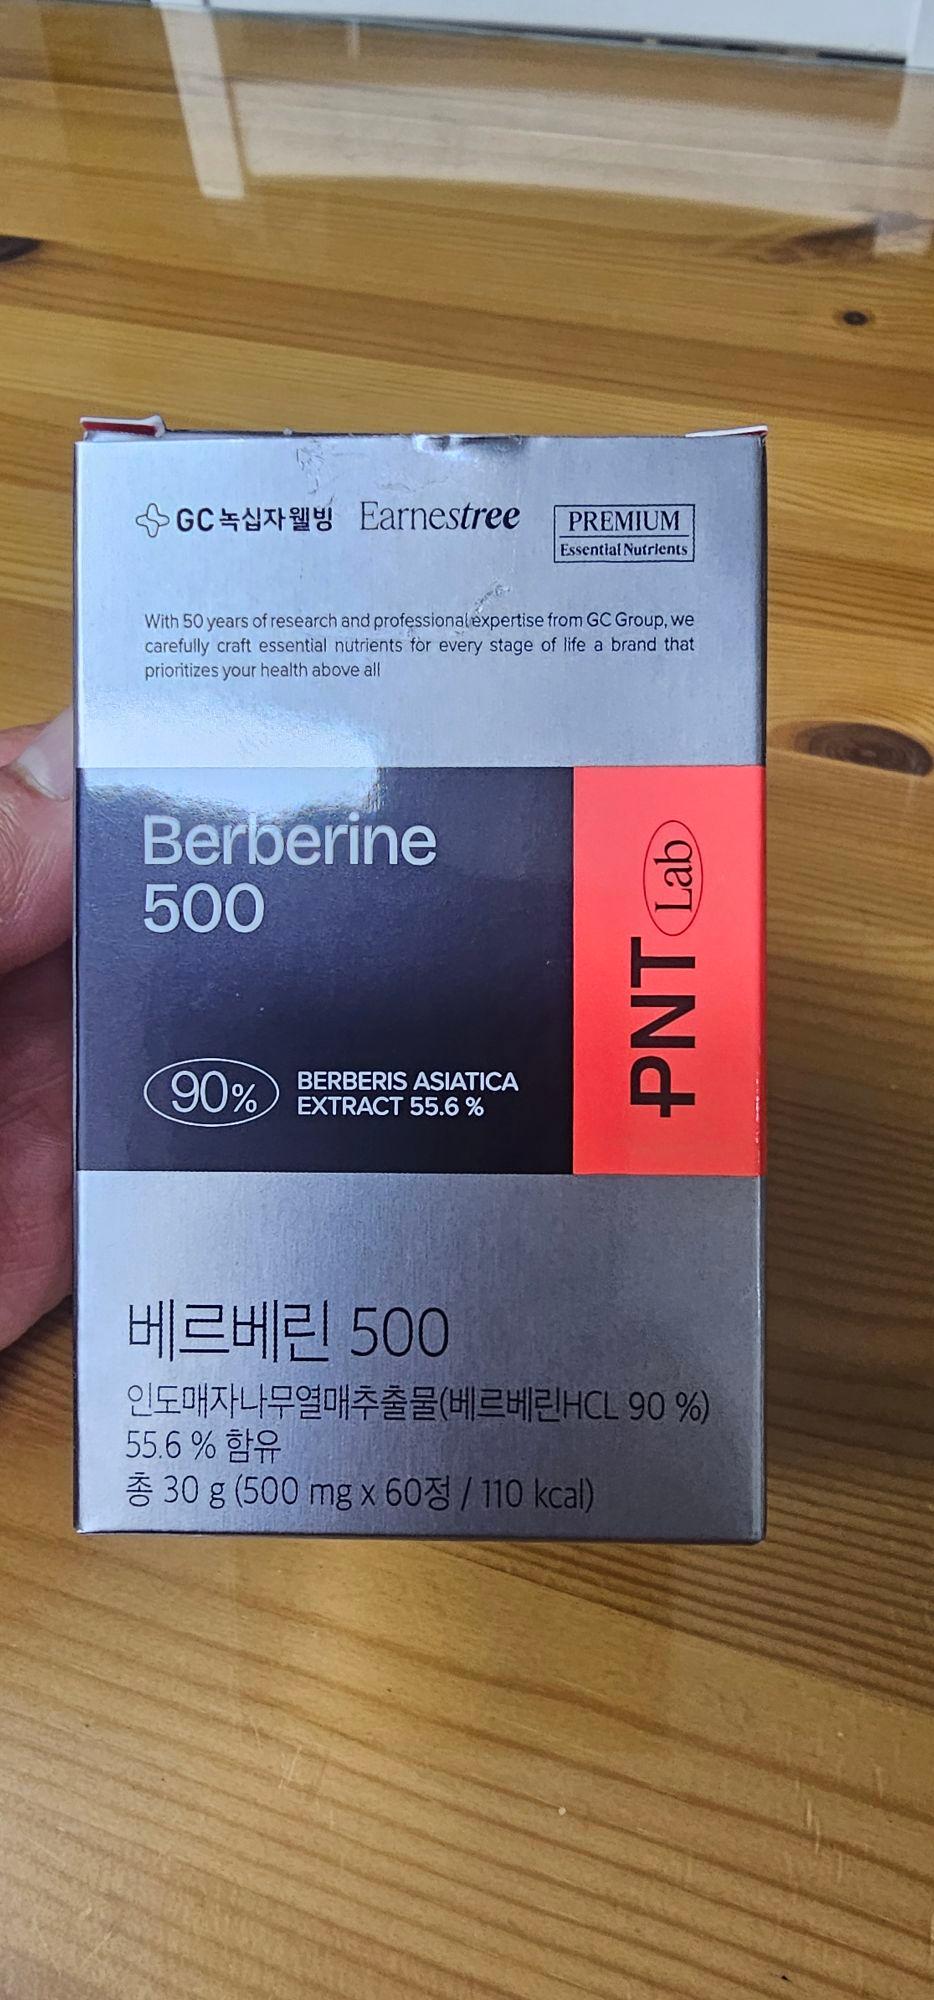 GC녹십자웰빙 Earnestree PREMIUM
Essential Nutrients
With 50 years of research and professional expertise from GC Group, we
carefully craft essential nutrients for every stage of life a brand that
prioritizes your health above all
Berberine
500
PNT Lab
90% BERBERIS ASIATICA
EXTRACT 55.6 %
베르베린 500
인도매자나무열매추출물(베르베린HCL 90 %)
55.6 % 함유
총 30 g (500 mg x 60정 / 110 kcal)